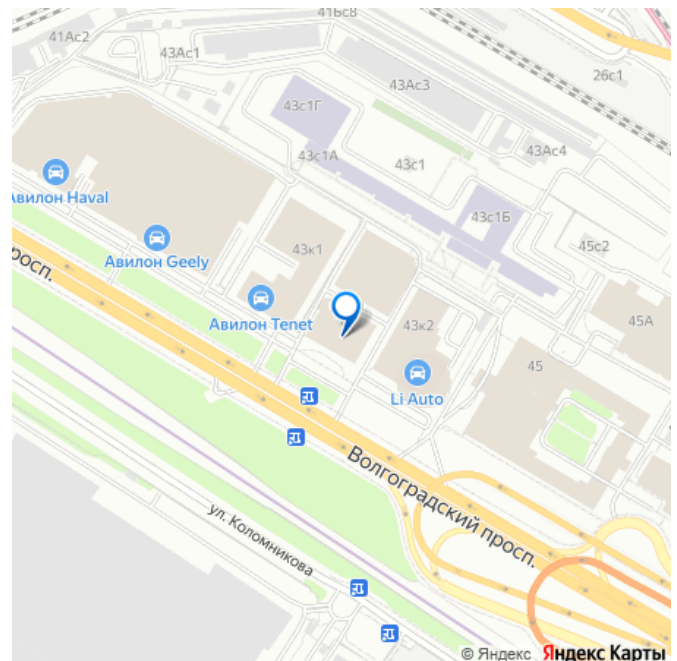 41Бс8
41Ас2
43Ас1
43Ас3
26с1
43с1Г
43с1А
43с1
43Ас4
Авилон Haval
43с1Б
45с2
43к1
Авилон Geely
просп.
Авилон Tenet
43к2
45А
45
Li Auto
Волгоградский просп.
ул. Коломникова
© Яндекс Яндекс Карты